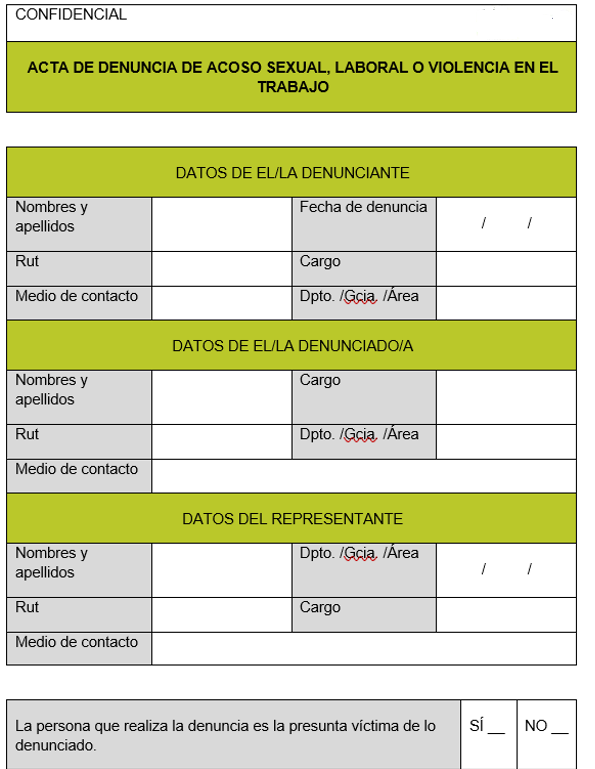 CONFIDENCIAL
ACTA DE DENUNCIA DE ACOSO SEXUAL, LABORAL O VIOLENCIA EN EL
TRABAJO
DATOS DE EL/LA DENUNCIANTE
Nombres y
apellidos
Fecha de denuncia
/ /
Rut
Cargo
Medio de contacto
Dpto. /Gcia. /Área
DATOS DE EL/LA DENUNCIADO/A
Nombres y
apellidos
Cargo
Rut
Dpto. /Gcia. /Área
Medio de contacto
DATOS DEL REPRESENTANTE
Nombres y
apellidos
Dpto. /Gcia. /Área
/ /
Rut
Cargo
Medio de contacto
La persona que realiza la denuncia es la presunta víctima de lo
denunciado.
SÍ __
NO __